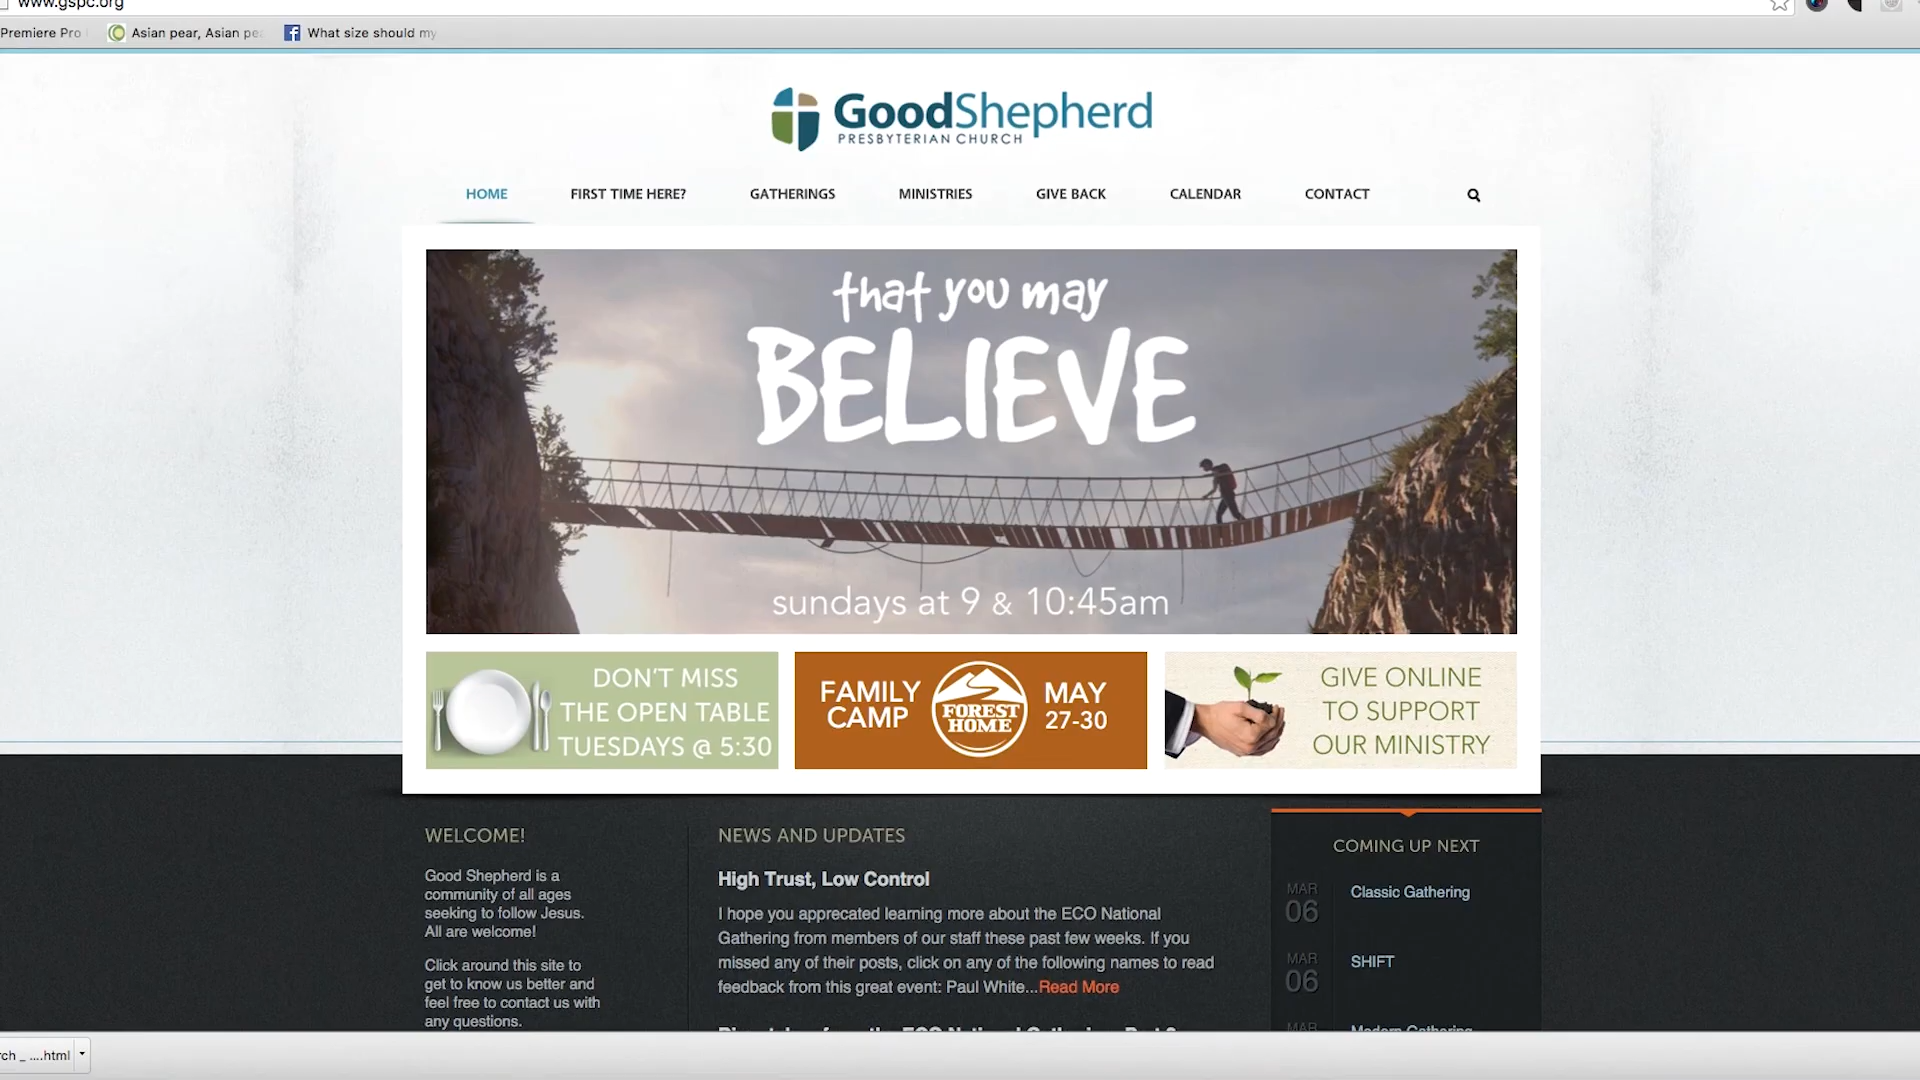 www.gspc.org
Premiere Pro
Asian pear, Asian pe
What size should my
GoodShepherd
PRESBYTERIAN CHURCH
HOME
FIRST TIME HERE?
GATHERINGS
MINISTRIES
GIVE BACK
CALENDAR
CONTACT
that you may
BELIEVE
sundays at 9 & 10:45am
DON'T MISS
THE OPEN TABLE
TUESDAYS @ 5:30
FAMILY
CAMP
FOREST
HOME
MAY
27-30
GIVE ONLINE
TO SUPPORT
OUR MINISTRY
WELCOME!
Good Shepherd is a
community of all ages
seeking to follow Jesus.
All are welcome!
Click around this site to
get to know us better and
feel free to contact us with
any questions.
NEWS AND UPDATES
High Trust, Low Control
I hope you apprecated learning more about the ECO National
Gathering from members of our staff these past few weeks. If you
missed any of their posts, click on any of the following names to read
feedback from this great event: Paul White...Read More
COMING UP NEXT
MAR
06
Classic Gathering
MAR
06
SHIFT
MAR
Modern Gathering
rch _ ....html